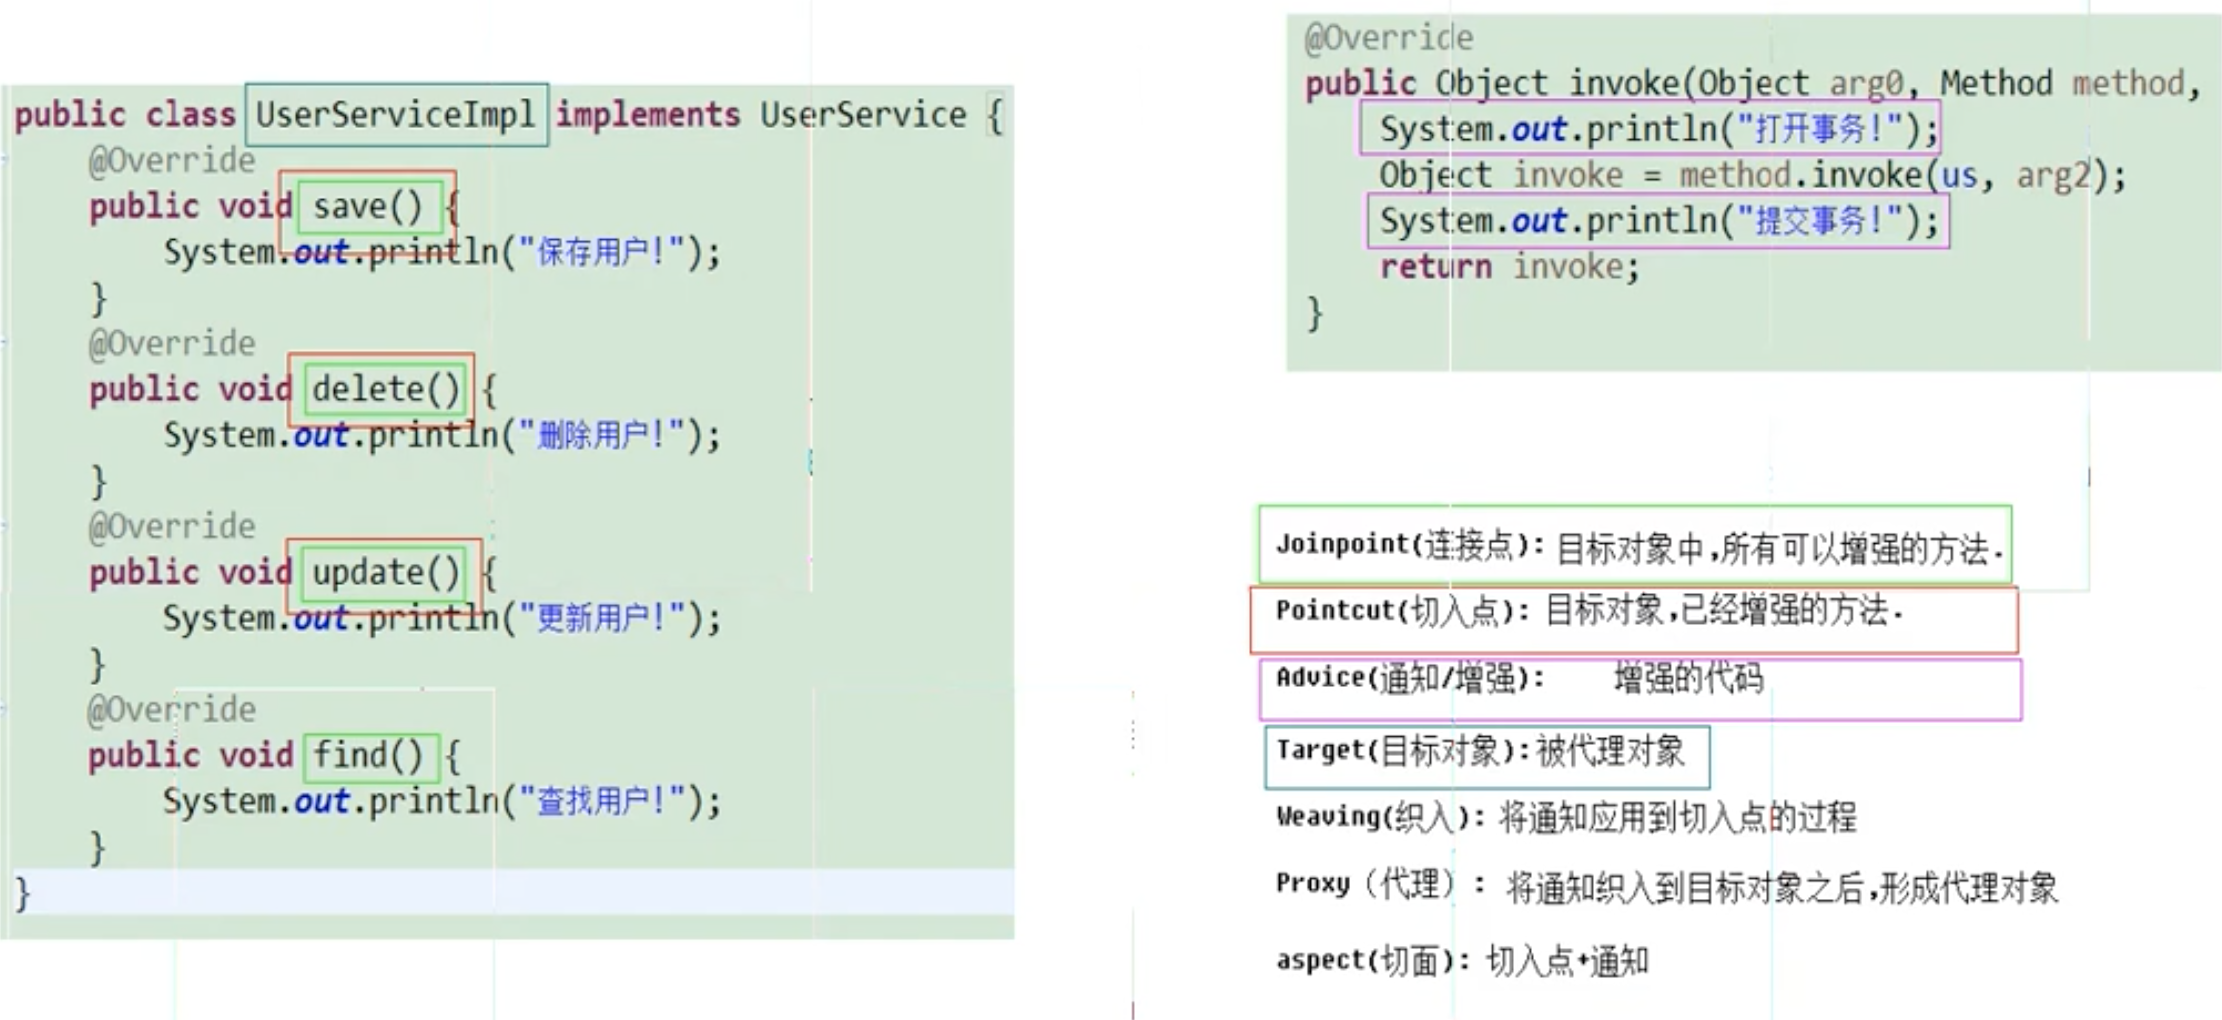 public class UserServiceImpl implements UserService {
@Override
public void save() {
System.out.println("保存用户!");
}
@Override
public void delete() {
System.out.println("删除用户!");
}
@Override
public void update() {
System.out.println("更新用户!");
}
@Override
public void find() {
System.out.println("查找用户!");
}
}
@Override
public Object invoke(Object arg0, Method method,
System.out.println("打开事务!");
Object invoke = method.invoke(us, arg2);
System.out.println("提交事务!");
return invoke;
}
Joinpoint(连接点): 目标对象中,所有可以增强的方法.
Pointcut(切入点): 目标对象,已经增强的方法.
Advice(通知/增强): 增强的代码
Target(目标对象):被代理对象
Weaving(织入): 将通知应用到切入点的过程
Proxy（代理）: 将通知织入到目标对象之后,形成代理对象
aspect(切面): 切入点+通知